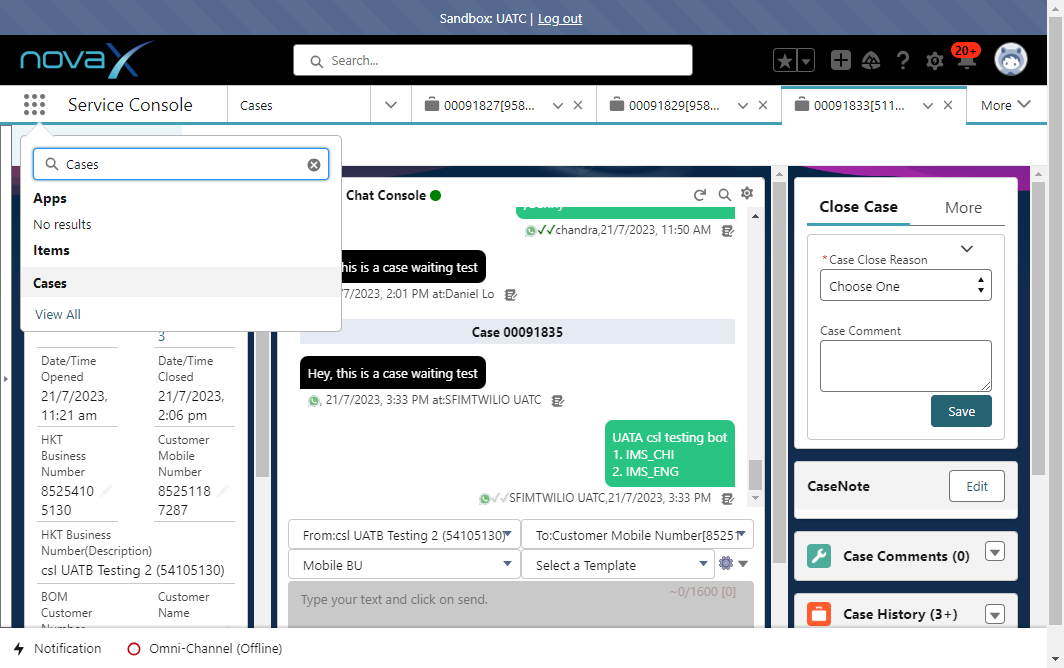 Sandbox: UATC | Log out
novaX
Search...
20+
Service Console
Cases
00091827[958...
00091829[958...
00091833[511...
More
Cases
Apps
No results
Items
Cases
View All
3
Date/Time
Opened
21/7/2023,
11:21 am
Date/Time
Closed
21/7/2023,
2:06 pm
HKT
Business
Number
8525410
5130
Customer
Mobile
Number
8525118
7287
HKT Business
Number(Description)
csl UATB Testing 2 (54105130)
BOM
Customer
Customer
Name
Chat Console
chandra,21/7/2023, 11:50 AM
this is a case waiting test
7/2023, 2:01 PM at:Daniel Lo
Case 00091835
Hey, this is a case waiting test
, 21/7/2023, 3:33 PM at:SFIMTWILIO UATC
UATA csl testing bot
1. IMS_CHI
2. IMS_ENG
SFIMTWILIO UATC,21/7/2023, 3:33 PM
From:csl UATB Testing 2 (54105130)
To:Customer Mobile Number[85251
Mobile BU
Select a Template
~0/1600 [0]
Type your text and click on send.
Close Case
More
*Case Close Reason
Choose One
Case Comment
Save
CaseNote
Edit
Case Comments (0)
Case History (3+)
Notification
Omni-Channel (Offline)